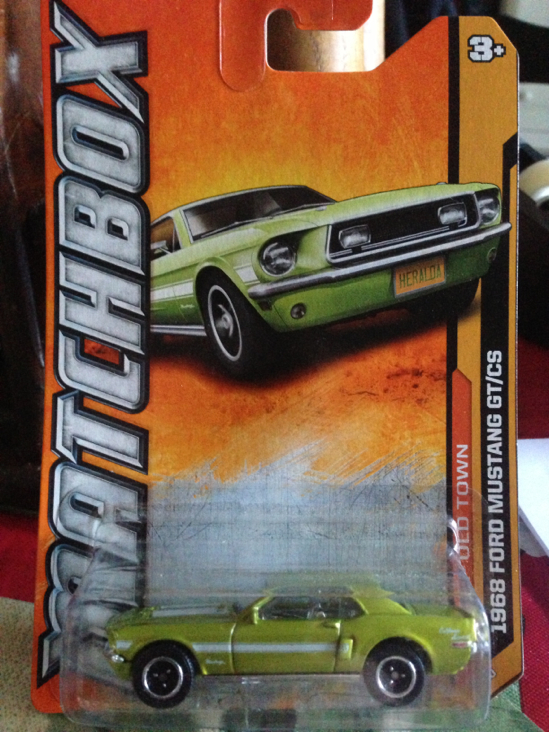 MATCHBOX
3+
HERALDA
OLD TOWN
1968 FORD MUSTANG GT/CS